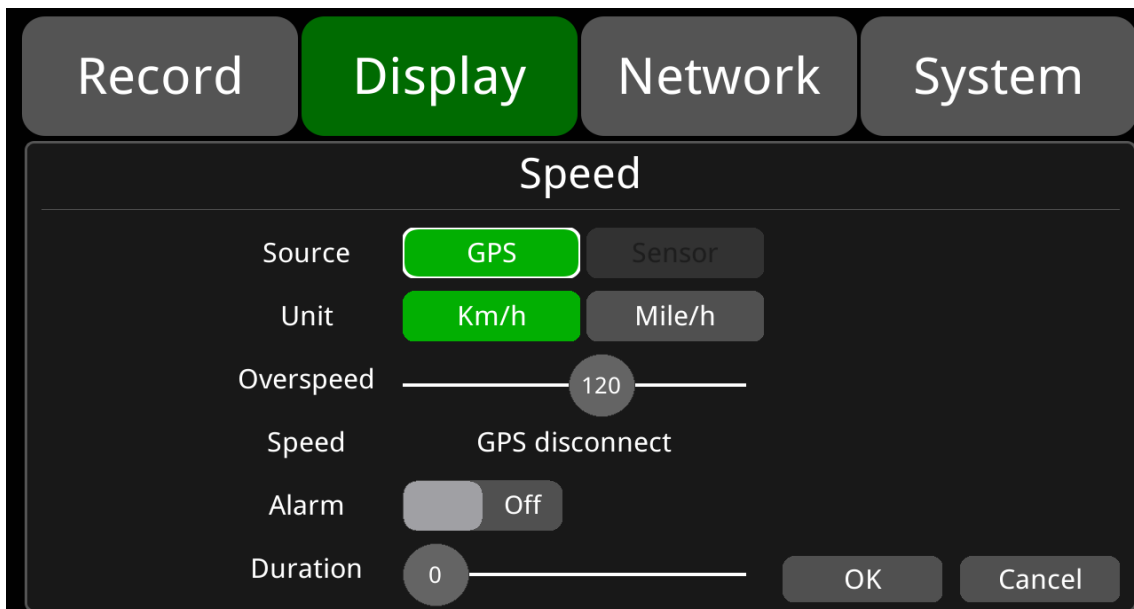 Record Display Network System
Speed
Source GPS Sensor
Unit Km/h Mile/h
Overspeed 120
Speed GPS disconnect
Alarm Off
Duration 0 OK Cancel